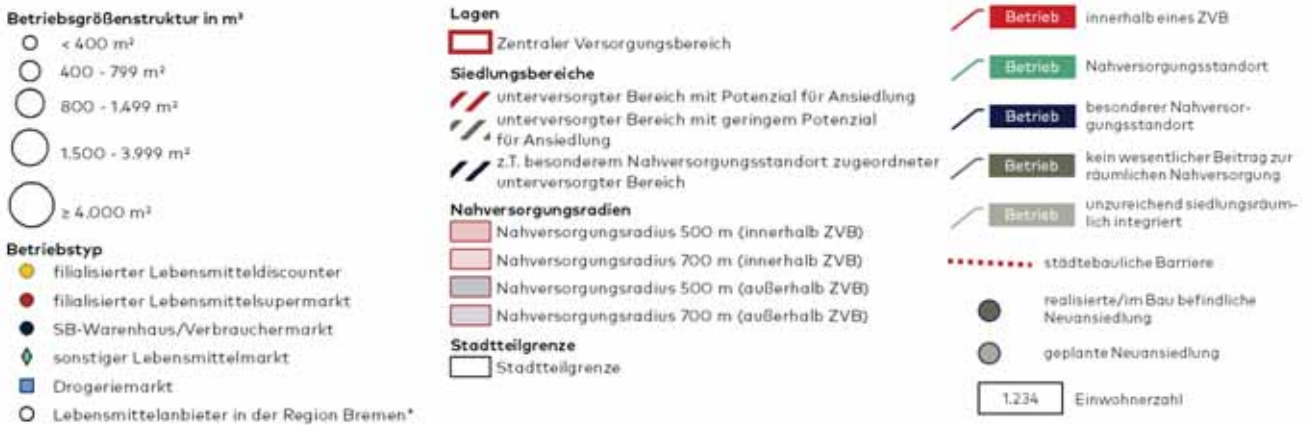 Betriebsgrößenstruktur in m²
< 400 m²
400 - 799 m²
800 - 1.499 m²
1.500 - 3.999 m²
≥ 4.000 m²
Betriebstyp
filialisierter Lebensmitteldiscounter
filialisierter Lebensmittelsupermarkt
SB-Warenhaus/Verbrauchermarkt
sonstiger Lebensmittelmarkt
Drogeriemarkt
Lebensmittelanbieter in der Region Bremen*
Lagen
Zentraler Versorgungsbereich
Siedlungsbereiche
unterversorgter Bereich mit Potenzial für Ansiedlung
unterversorgter Bereich mit geringem Potenzial
für Ansiedlung
z.T. besonderem Nahversorgungsstandort zugeordneter
unterversorgter Bereich
Nahversorgungsradien
Nahversorgungsradius 500 m (innerhalb ZVB)
Nahversorgungsradius 700 m (innerhalb ZVB)
Nahversorgungsradius 500 m (außerhalb ZVB)
Nahversorgungsradius 700 m (außerhalb ZVB)
Stadtteilgrenze
Stadtteilgrenze
Betrieb innerhalb eines ZVB
Betrieb Nahversorgungsstandort
Betrieb besonderer Nahversor-
gungsstandort
Betrieb kein wesentlicher Beitrag zur
räumlichen Nahversorgung
Betrieb unzureichend siedlungsräum-
lich integriert
städtebauliche Barriere
realisierte/im Bau befindliche
Neuansiedlung
geplante Neuansiedlung
1.234 Einwohnerzahl